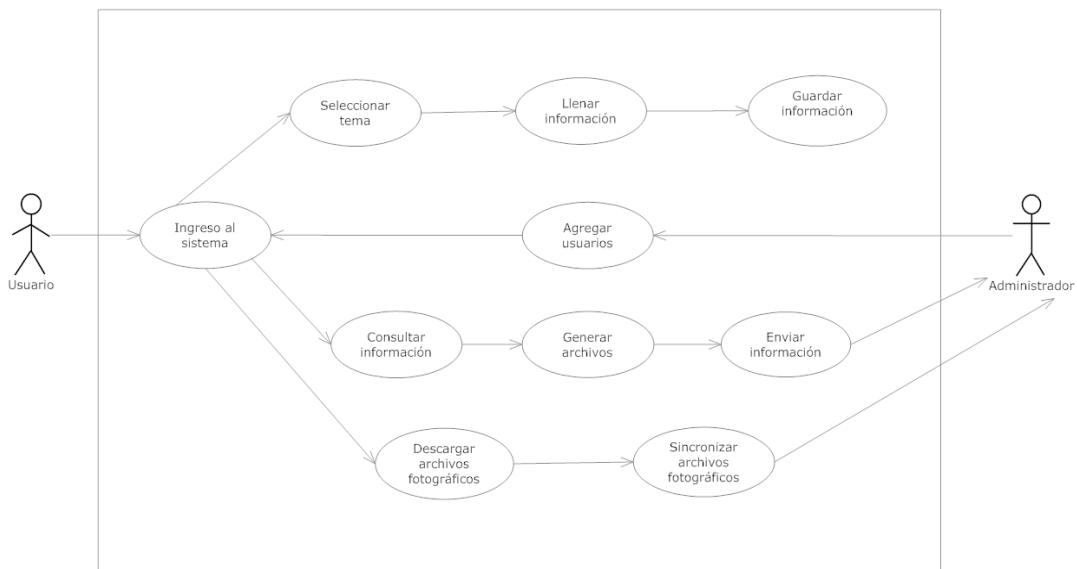 Seleccionar
tema
Llenar
información
Guardar
información
Usuario
Ingreso al
sistema
Agregar
usuarios
Administrador
Consultar
información
Generar
archivos
Enviar
información
Descargar
archivos
fotográficos
Sincronizar
archivos
fotográficos